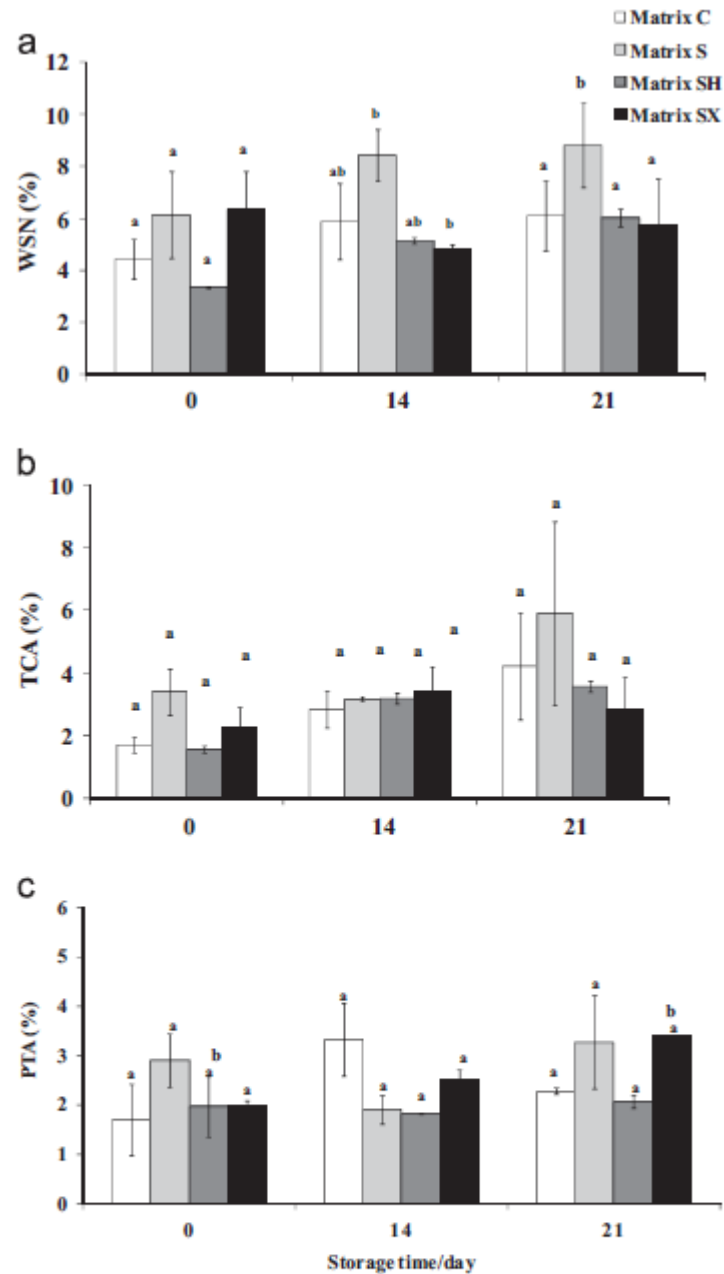 Matrix C
Matrix S
Matrix SH
Matrix SX
a
WSN (%)
12
10
8
6
4
2
0
a
a
a
a
ab
b
ab
b
a
b
a
a
0
14
21
b
TCA (%)
10
8
6
4
2
0
a
a
a
a
a
a
a
a
a
a
a
a
0
14
21
c
PTA (%)
6
5
4
3
2
1
0
a
a
b
a
a
a
a
a
a
a
a
a
b
a
0
14
21
Storage time/day